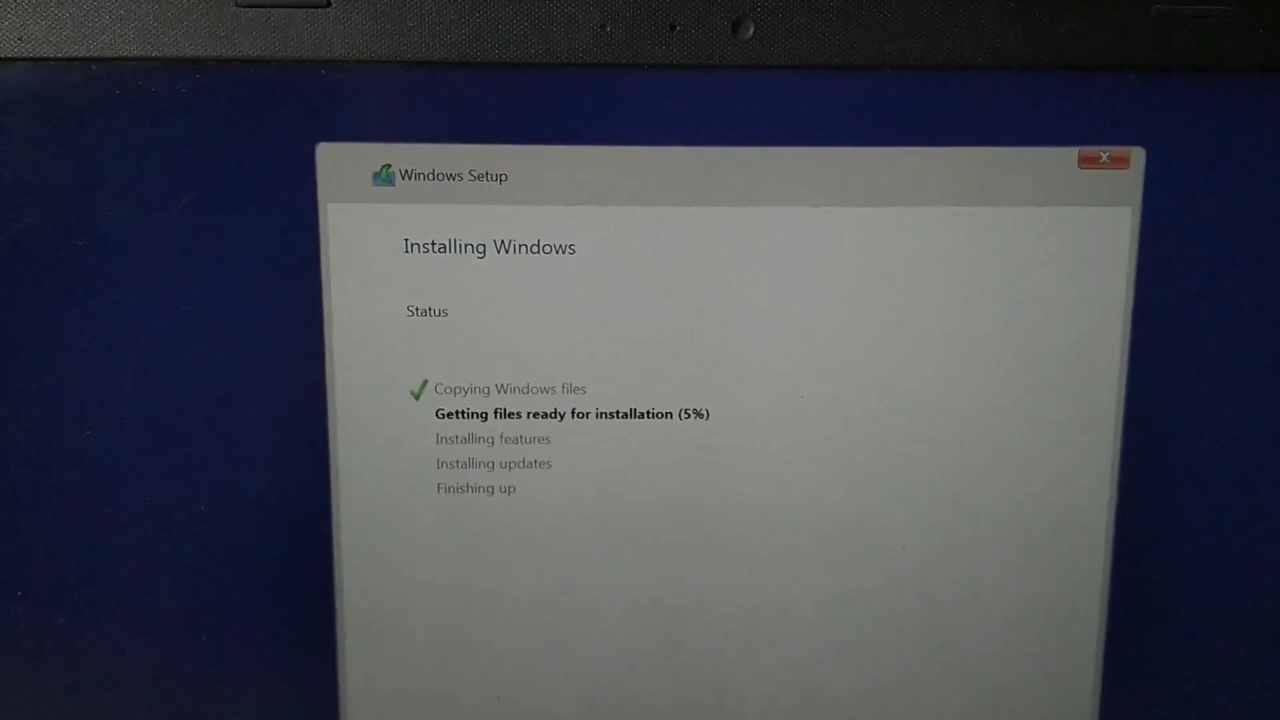 Windows Setup
Installing Windows
Status
Copying Windows files
Getting files ready for installation (5%)
Installing features
Installing updates
Finishing up